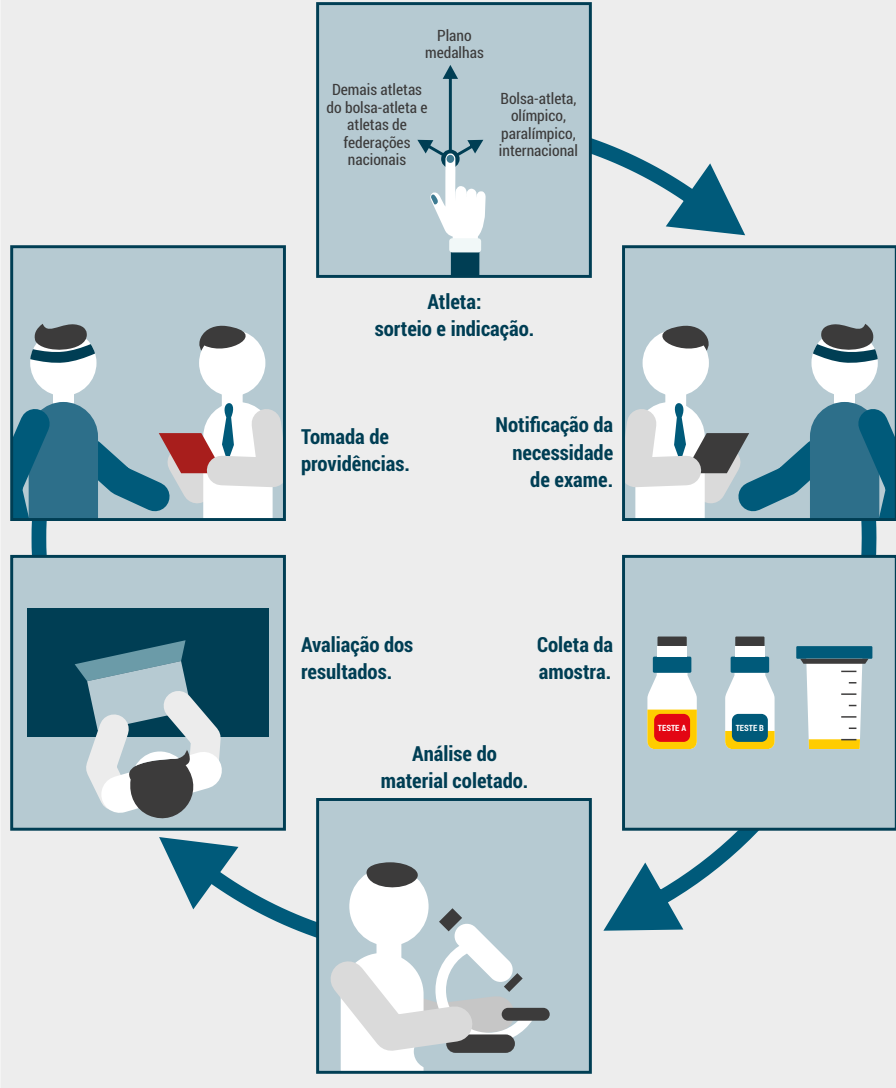 Plano
medalhas
Demais atletas
do bolsa-atleta e
atletas de
federações
nacionais
Bolsa-atleta,
olímpico,
paralímpico,
internacional
Atleta:
sorteio e indicação.
Notificação da
necessidade
de exame.
Coleta da
amostra.
TESTE A
TESTE B
Análise do
material coletado.
Avaliação dos
resultados.
Tomada de
providências.